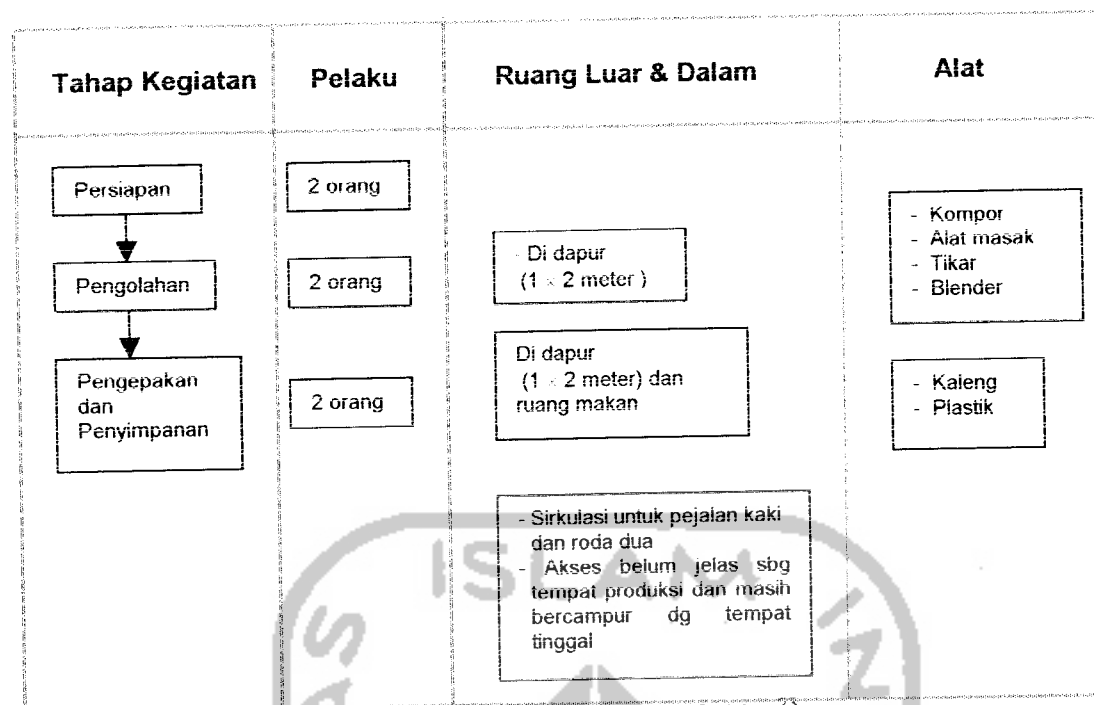 Tahap Kegiatan
Pelaku
Ruang Luar & Dalam
Alat
Persiapan
2 orang
Pengolahan
2 orang
- Di dapur
(1 × 2 meter )
- Kompor
- Alat masak
- Tikar
- Blender
Pengepakan
dan
Penyimpanan
2 orang
Di dapur
(1 × 2 meter) dan
ruang makan
- Kaleng
- Plastik
- Sirkulasi untuk pejalan kaki
dan roda dua
- Akses belum jelas sbg
tempat produksi dan masih
bercampur dg tempat
tinggal
ISLAM